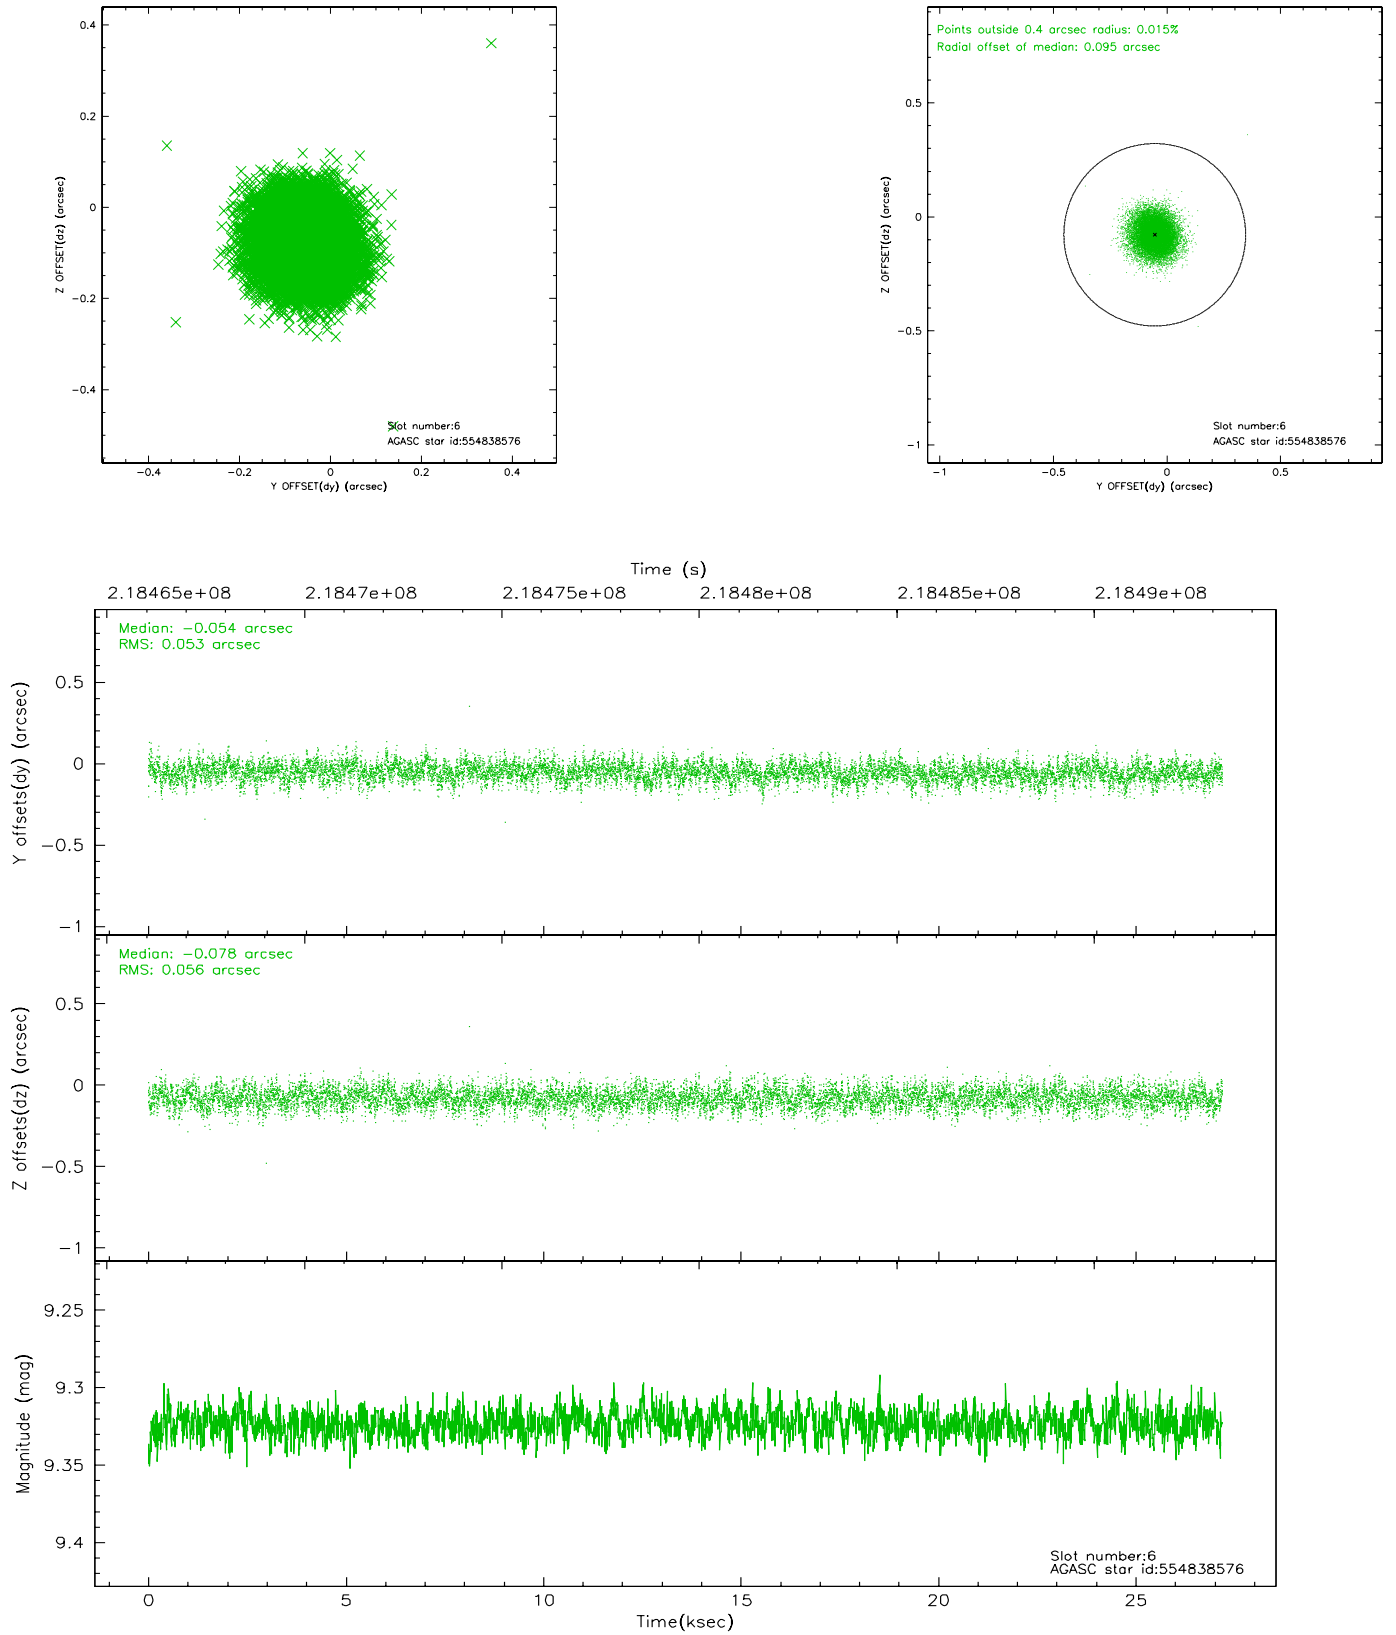 0.4
0.2
0
−0.2
−0.4
Z OFFSET(dz) (arcsec)
Slot number:6
AGASC star id:554838576
−0.4 −0.2 0 0.2 0.4
Y OFFSET(dy) (arcsec)
Points outside 0.4 arcsec radius: 0.015%
Radial offset of median: 0.095 arcsec
0.5
0
−0.5
−1
Z OFFSET(dz) (arcsec)
Slot number:6
AGASC star id:554838576
−1 −0.5 0 0.5
Y OFFSET(dy) (arcsec)
Time (s)
2.18465e+08 2.1847e+08 2.18475e+08 2.1848e+08 2.18485e+08 2.1849e+08
Median: −0.054 arcsec
RMS: 0.053 arcsec
0.5
0
−0.5
−1
Y offsets(dy) (arcsec)
Median: −0.078 arcsec
RMS: 0.056 arcsec
0.5
0
−0.5
−1
Z offsets(dz) (arcsec)
9.25
9.3
9.35
9.4
Magnitude (mag)
Slot number:6
AGASC star id:554838576
0 5 10 15 20 25
Time(ksec)